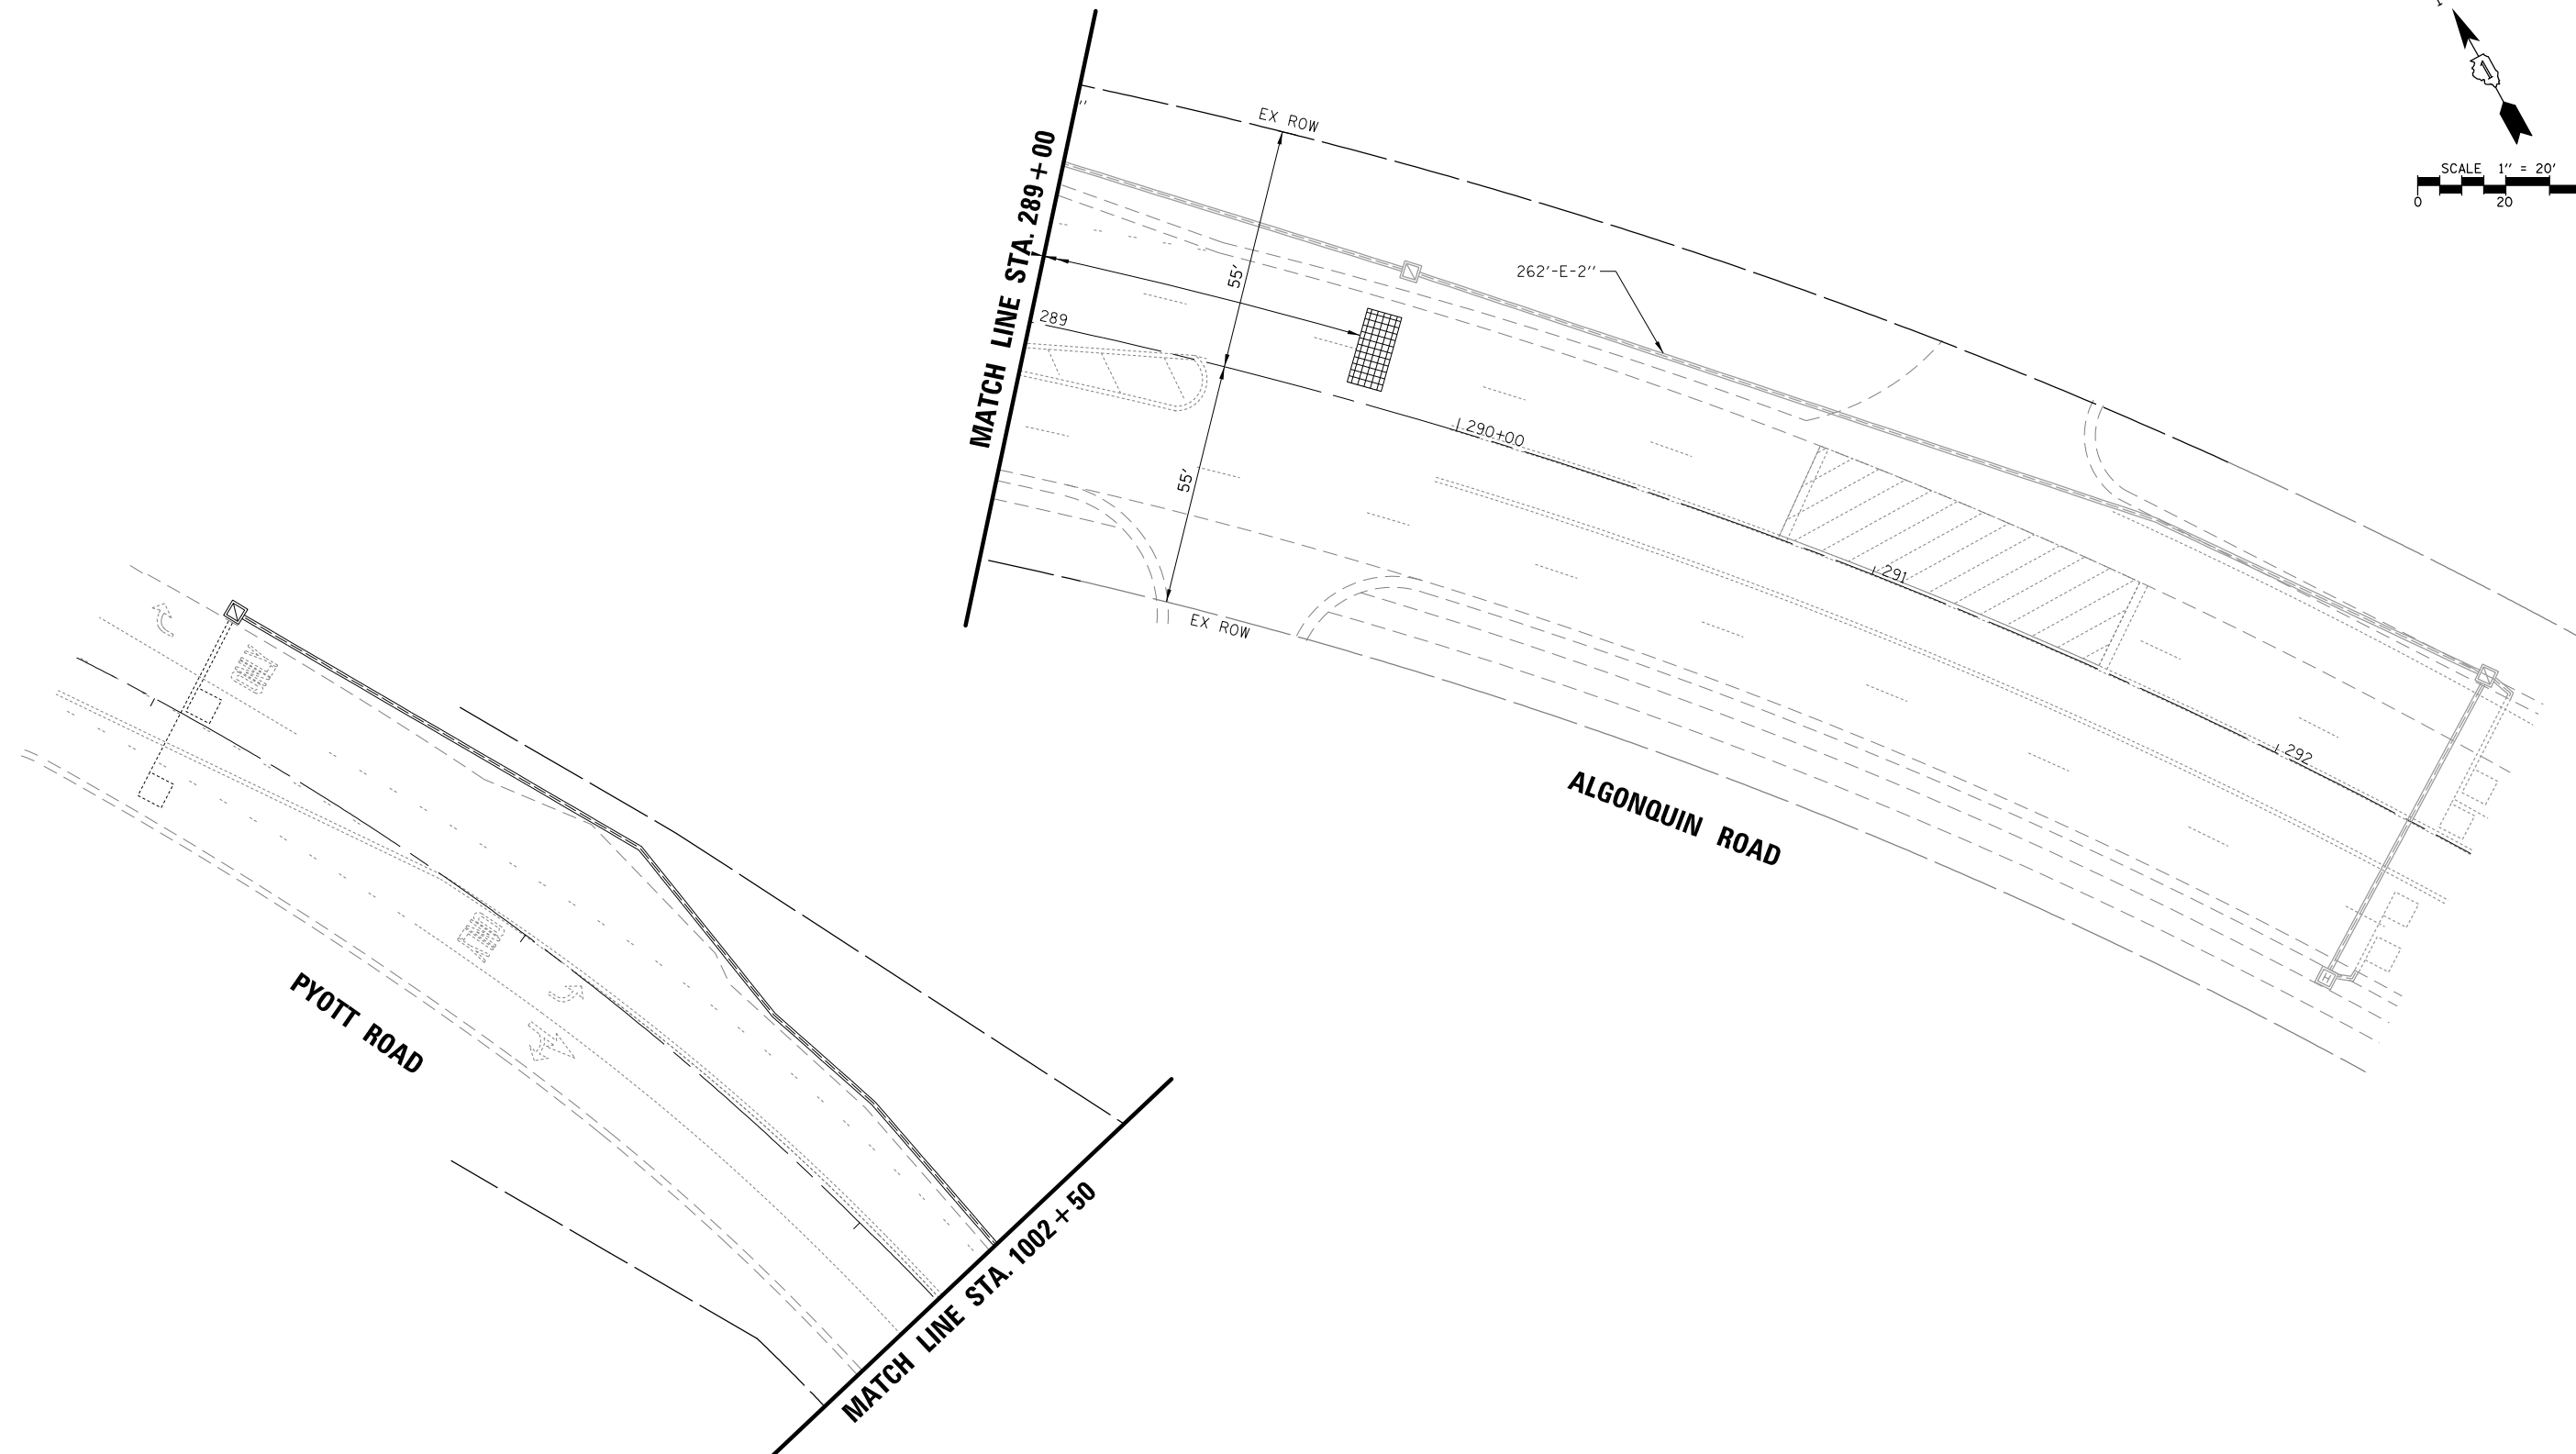 SCALE 1'' = 20'
0 20
EX ROW
MATCH LINE STA. 289+00
55'
262'-E-2''
289
290+00
55'
291
EX ROW
292
ALGONQUIN ROAD
H
PYOTT ROAD
MATCH LINE STA. 1002+50